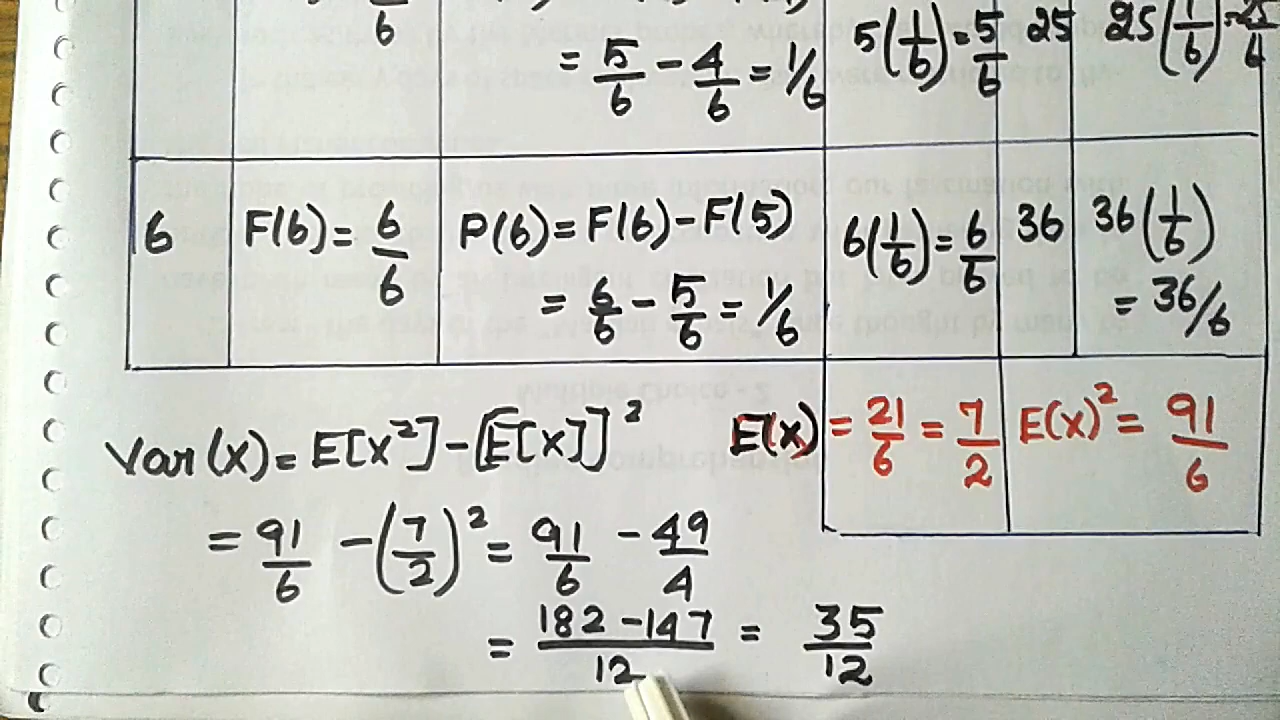 6
= 5/6 - 4/6 = 1/6
5(1/6) = 5/6
25
25(1/6) = 25/6
6
F(6) = 6/6
P(6) = F(6) - F(5)
= 6/6 - 5/6 = 1/6
6(1/6) = 6/6
36
36(1/6)
= 36/6
E(x) = 21/6 = 7/2
E(x)² = 91/6
Var(x) = E[x²] - [E[x]]²
= 91/6 - (7/2)² = 91/6 - 49/4
= 182 - 147/12 = 35/12